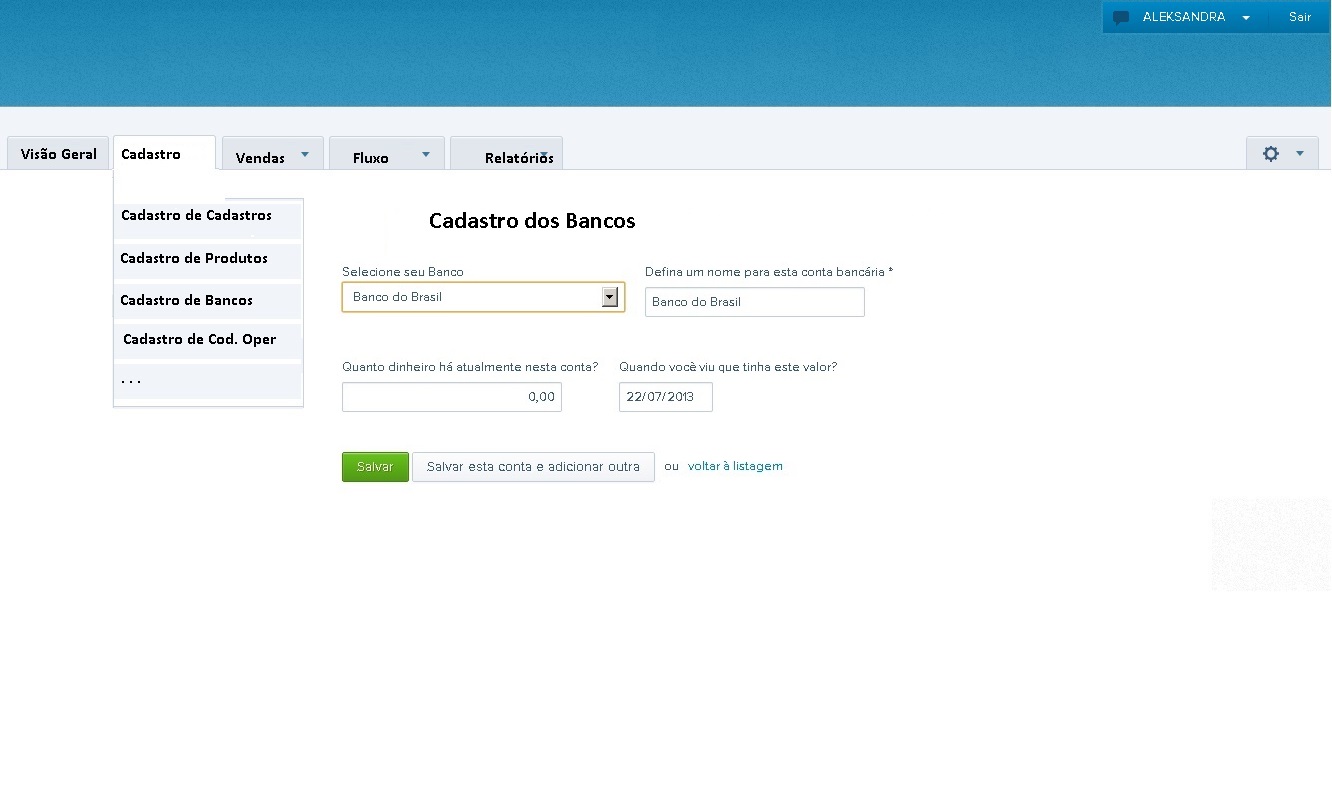 ALEKSANDRA Sair
Visão Geral Cadastro Vendas Fluxo Relatórios
Cadastro de Cadastros
Cadastro de Produtos
Cadastro de Bancos
Cadastro de Cod. Oper
. . .
Cadastro dos Bancos
Selecione seu Banco Defina um nome para esta conta bancária *
Banco do Brasil Banco do Brasil
Quanto dinheiro há atualmente nesta conta? Quando você viu que tinha este valor?
0,00 22/07/2013
Salvar Salvar esta conta e adicionar outra ou voltar à listagem